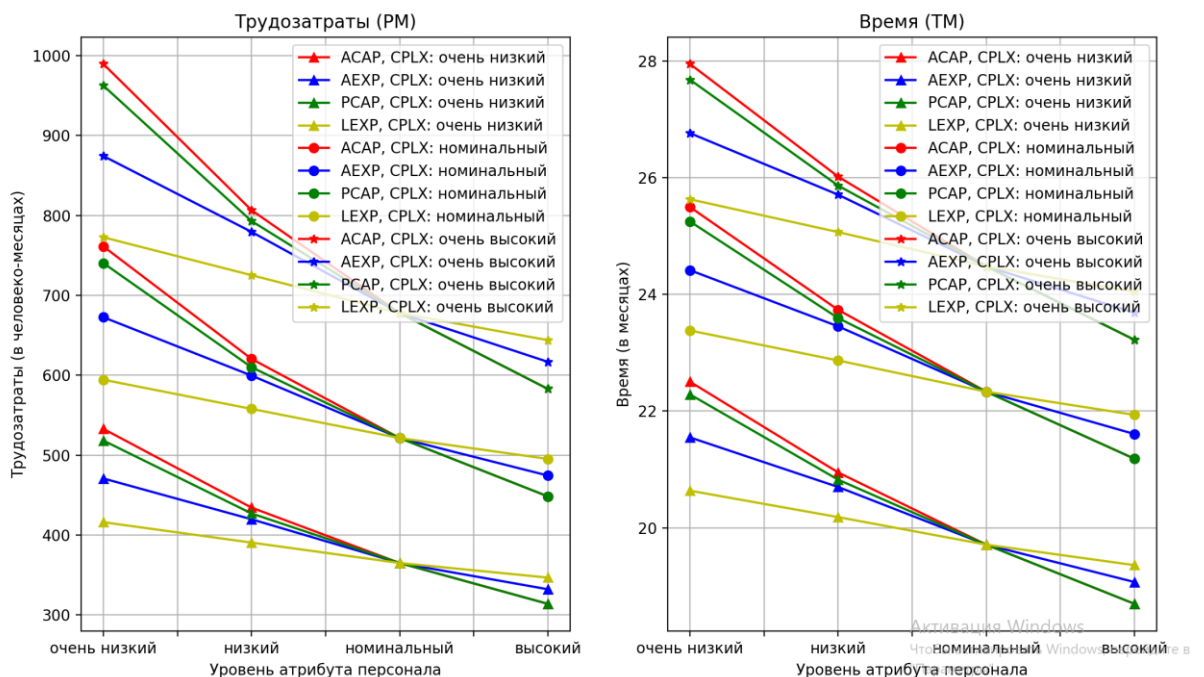 Трудозатраты (PM)
1000
900
800
700
600
500
400
300
Трудозатраты (в человеко-месяцах)
ACAP, CPLX: очень низкий
AEXP, CPLX: очень низкий
PCAP, CPLX: очень низкий
LEXP, CPLX: очень низкий
ACAP, CPLX: номинальный
AEXP, CPLX: номинальный
PCAP, CPLX: номинальный
LEXP, CPLX: номинальный
ACAP, CPLX: очень высокий
AEXP, CPLX: очень высокий
PCAP, CPLX: очень высокий
LEXP, CPLX: очень высокий
очень низкий низкий номинальный высокий
Уровень атрибута персонала
Время (TM)
28
26
24
22
20
Время (в месяцах)
ACAP, CPLX: очень низкий
AEXP, CPLX: очень низкий
PCAP, CPLX: очень низкий
LEXP, CPLX: очень низкий
ACAP, CPLX: номинальный
AEXP, CPLX: номинальный
PCAP, CPLX: номинальный
LEXP, CPLX: номинальный
ACAP, CPLX: очень высокий
AEXP, CPLX: очень высокий
PCAP, CPLX: очень высокий
LEXP, CPLX: очень высокий
очень низкий низкий номинальный высокий
Уровень атрибута персонала
Активация Windows
Windows